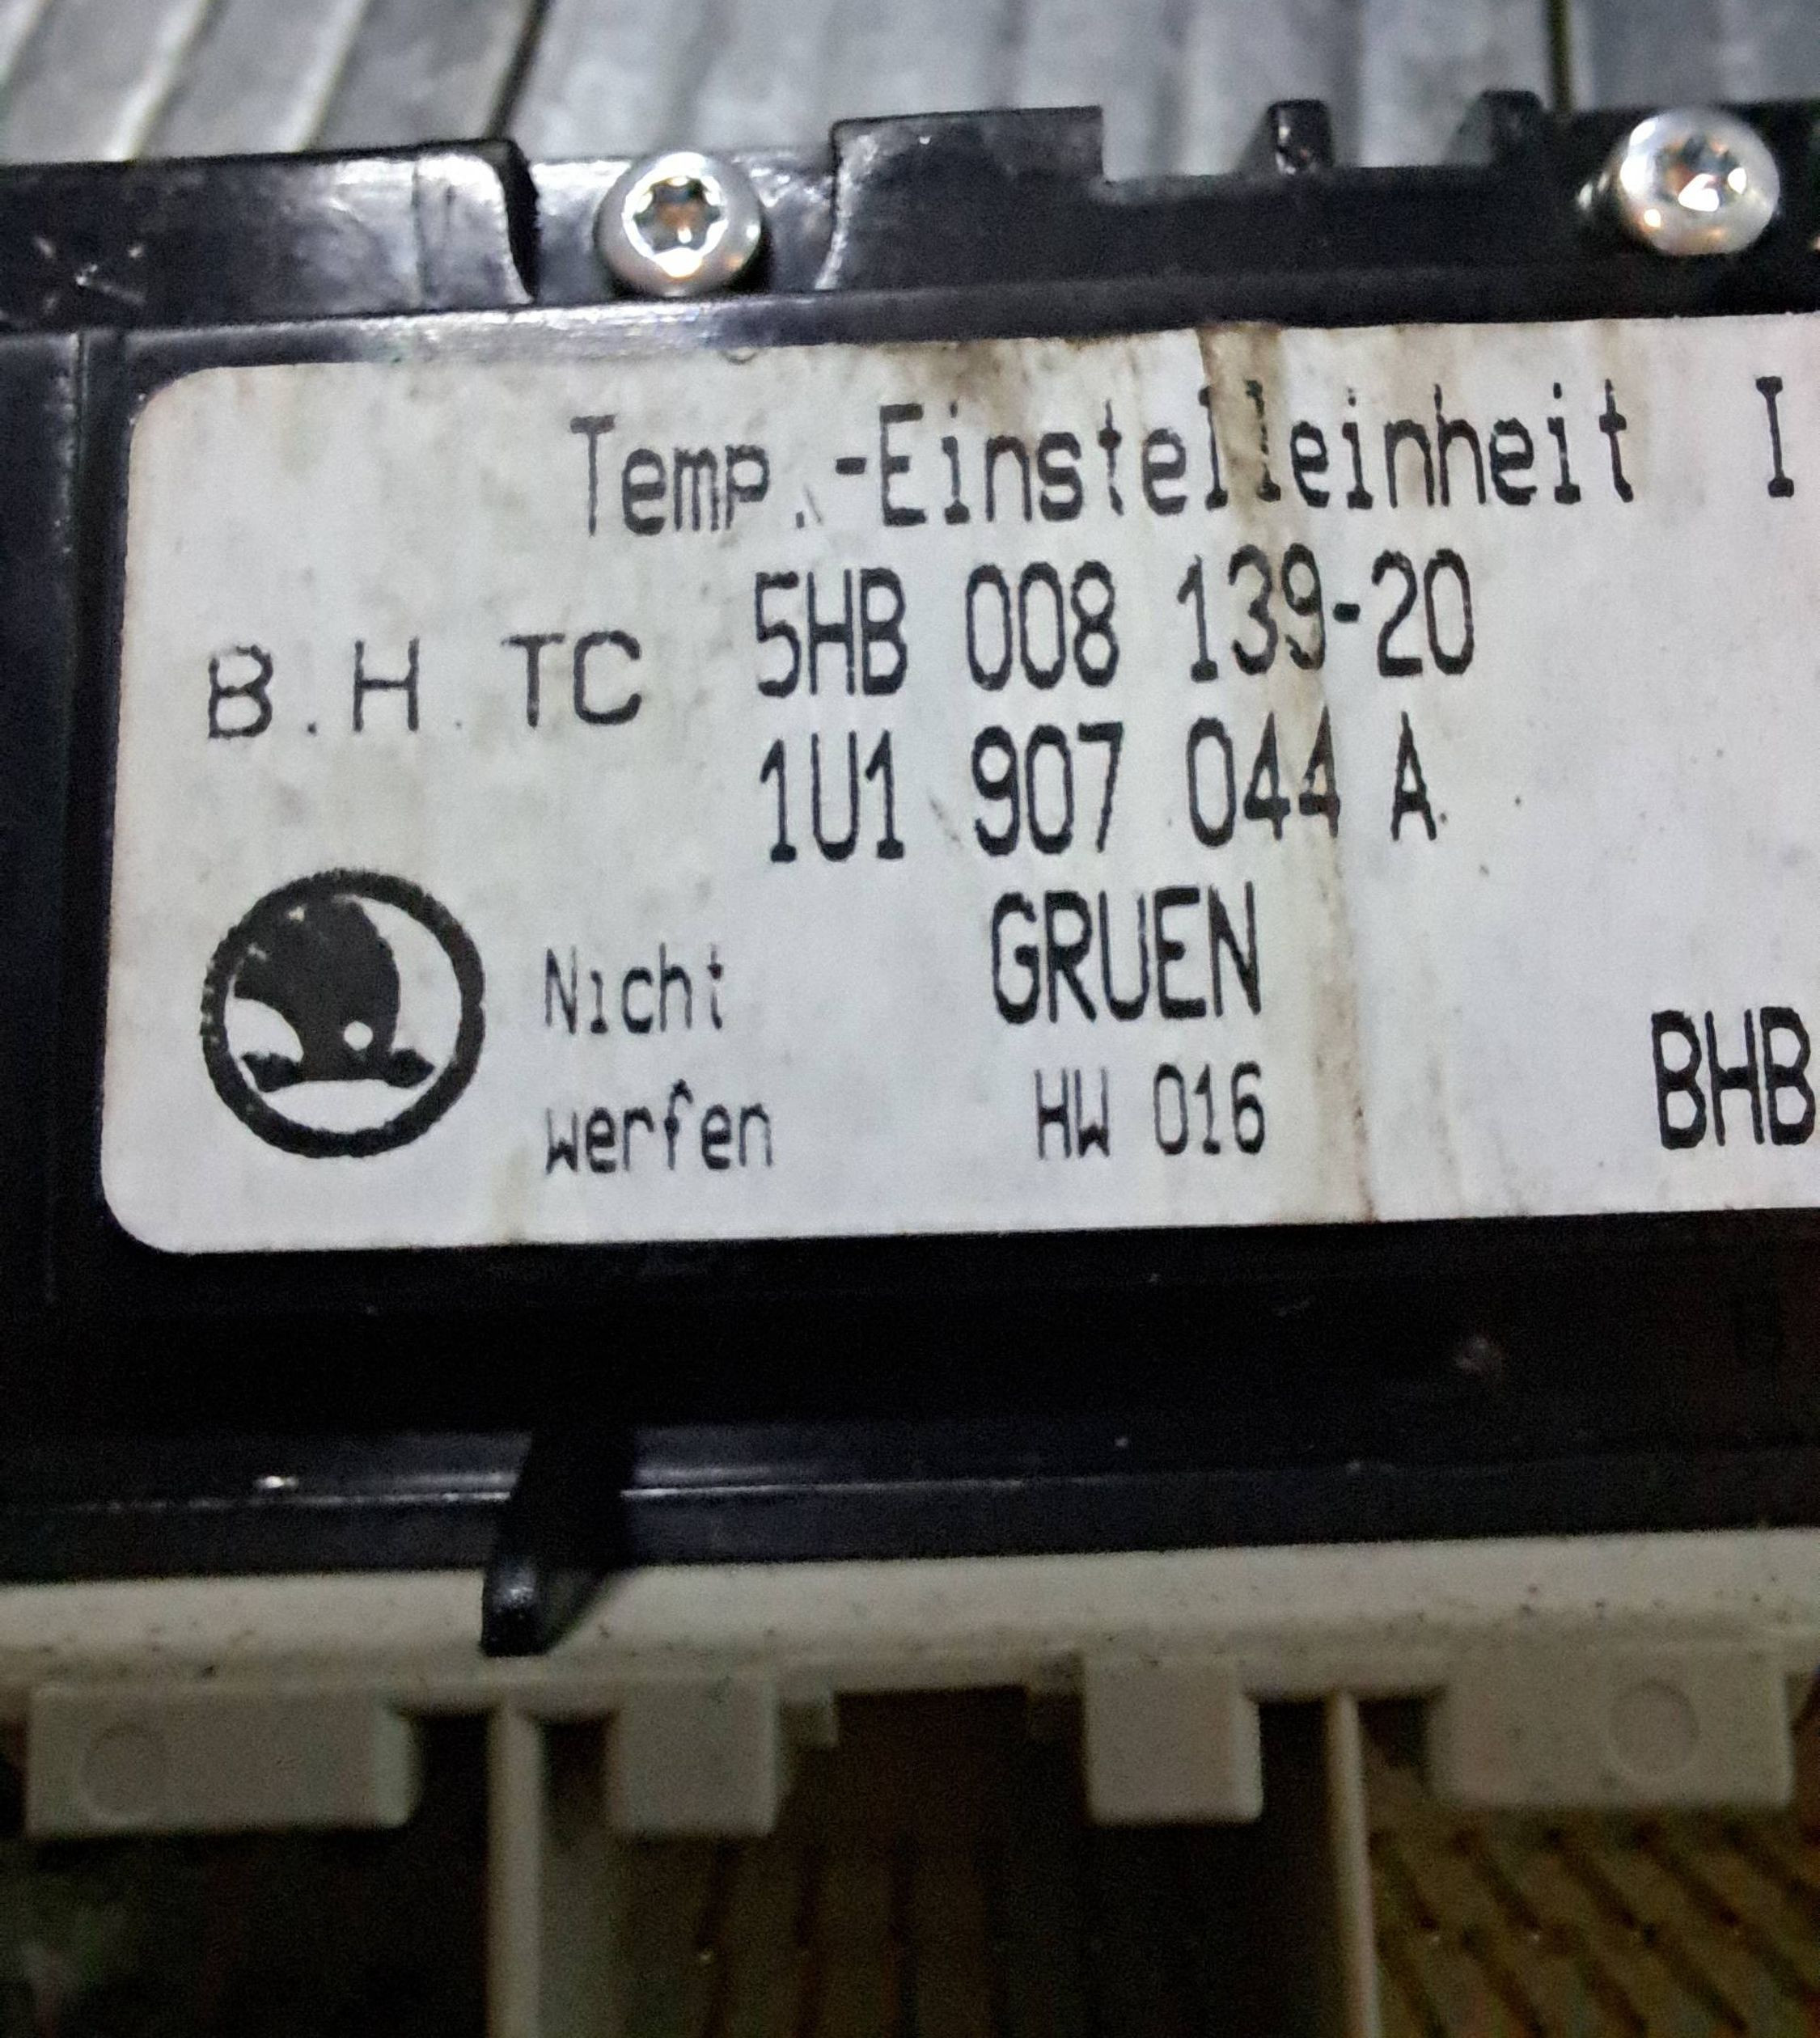 Temp.-Einstelleinheit I
B.H.TC 5HB 008 139-20
1U1 907 044 A
Nicht GRUEN
werfen HW 016 BHB